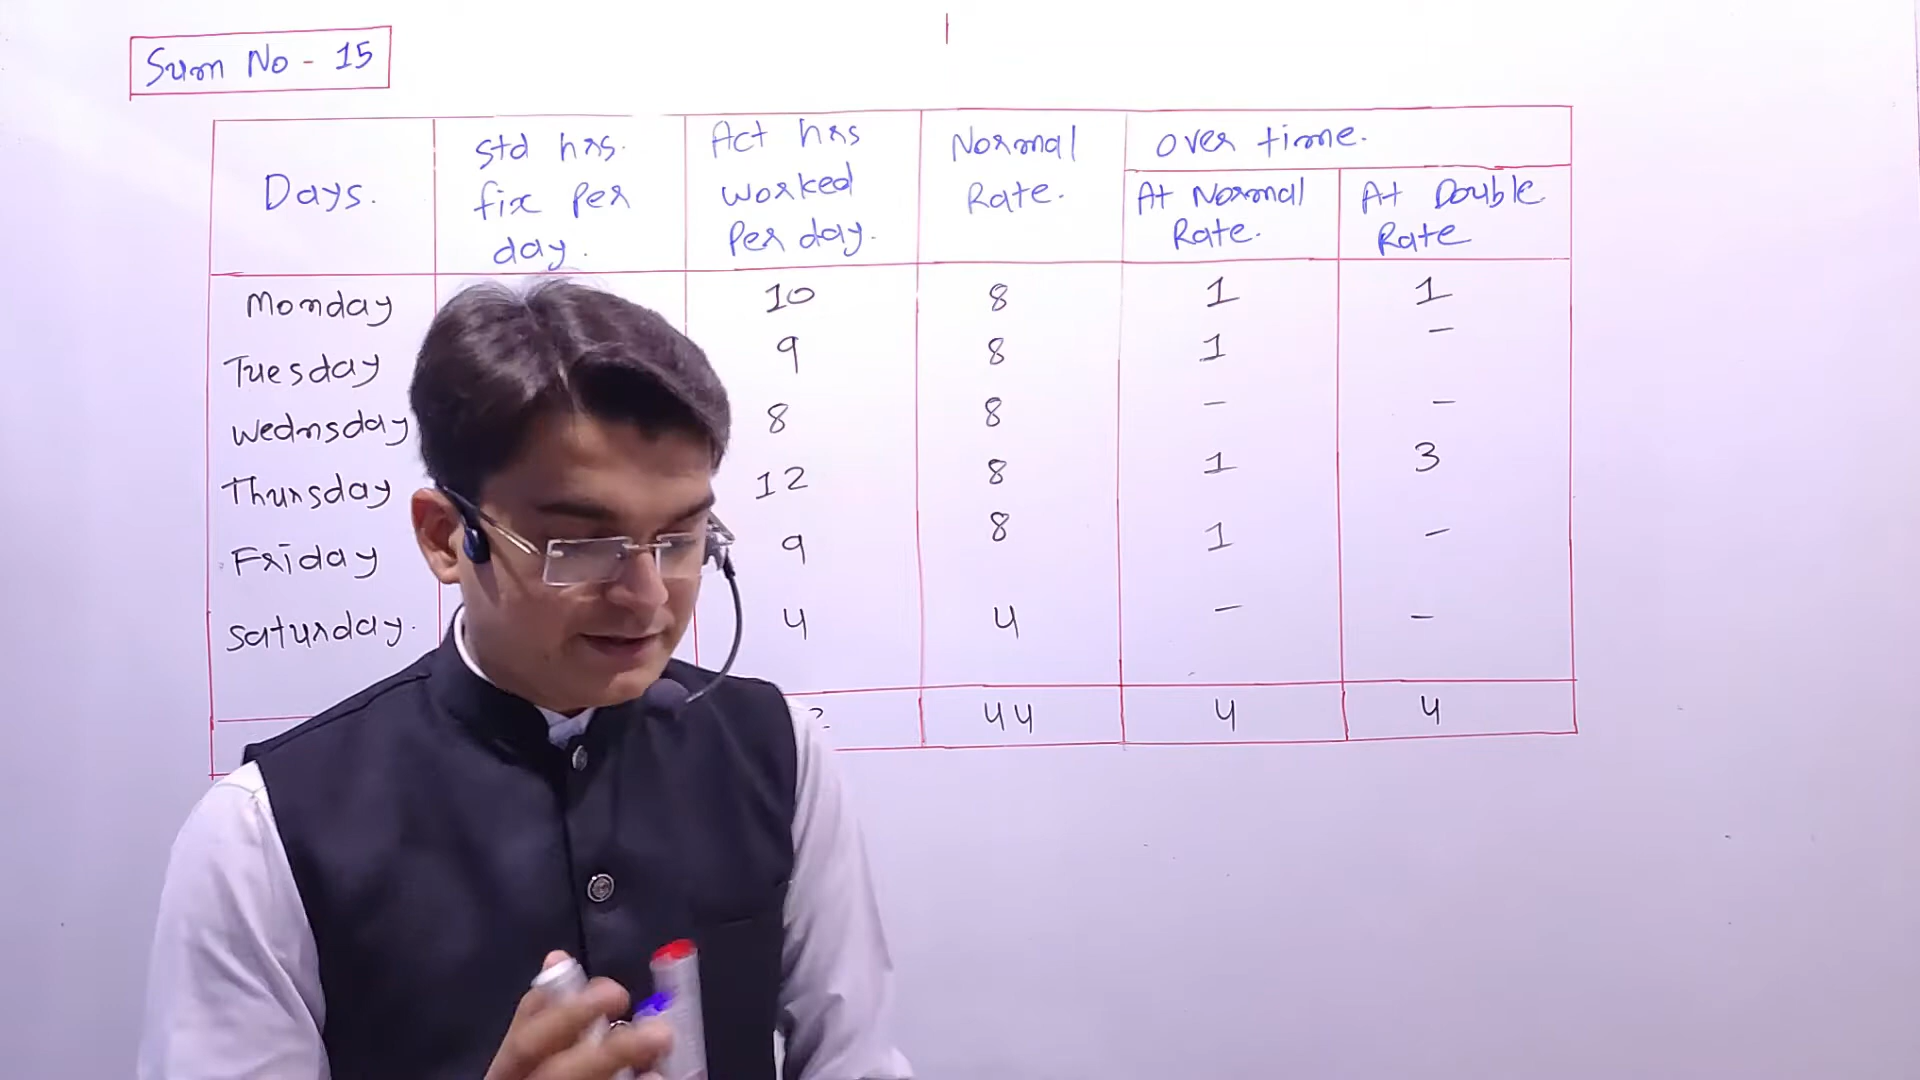 Sum No - 15
Days.
Std hrs.
fix per
day.
Act hrs
worked
Per day.
Normal
Rate.
over time.
At Normal
Rate.
At Double
Rate
Monday 10 8 1 1
Tuesday 9 8 1 -
Wednsday 8 8 - -
Thursday 12 8 1 3
Friday 9 8 1 -
Saturday. 4 4 - -
44 4 4